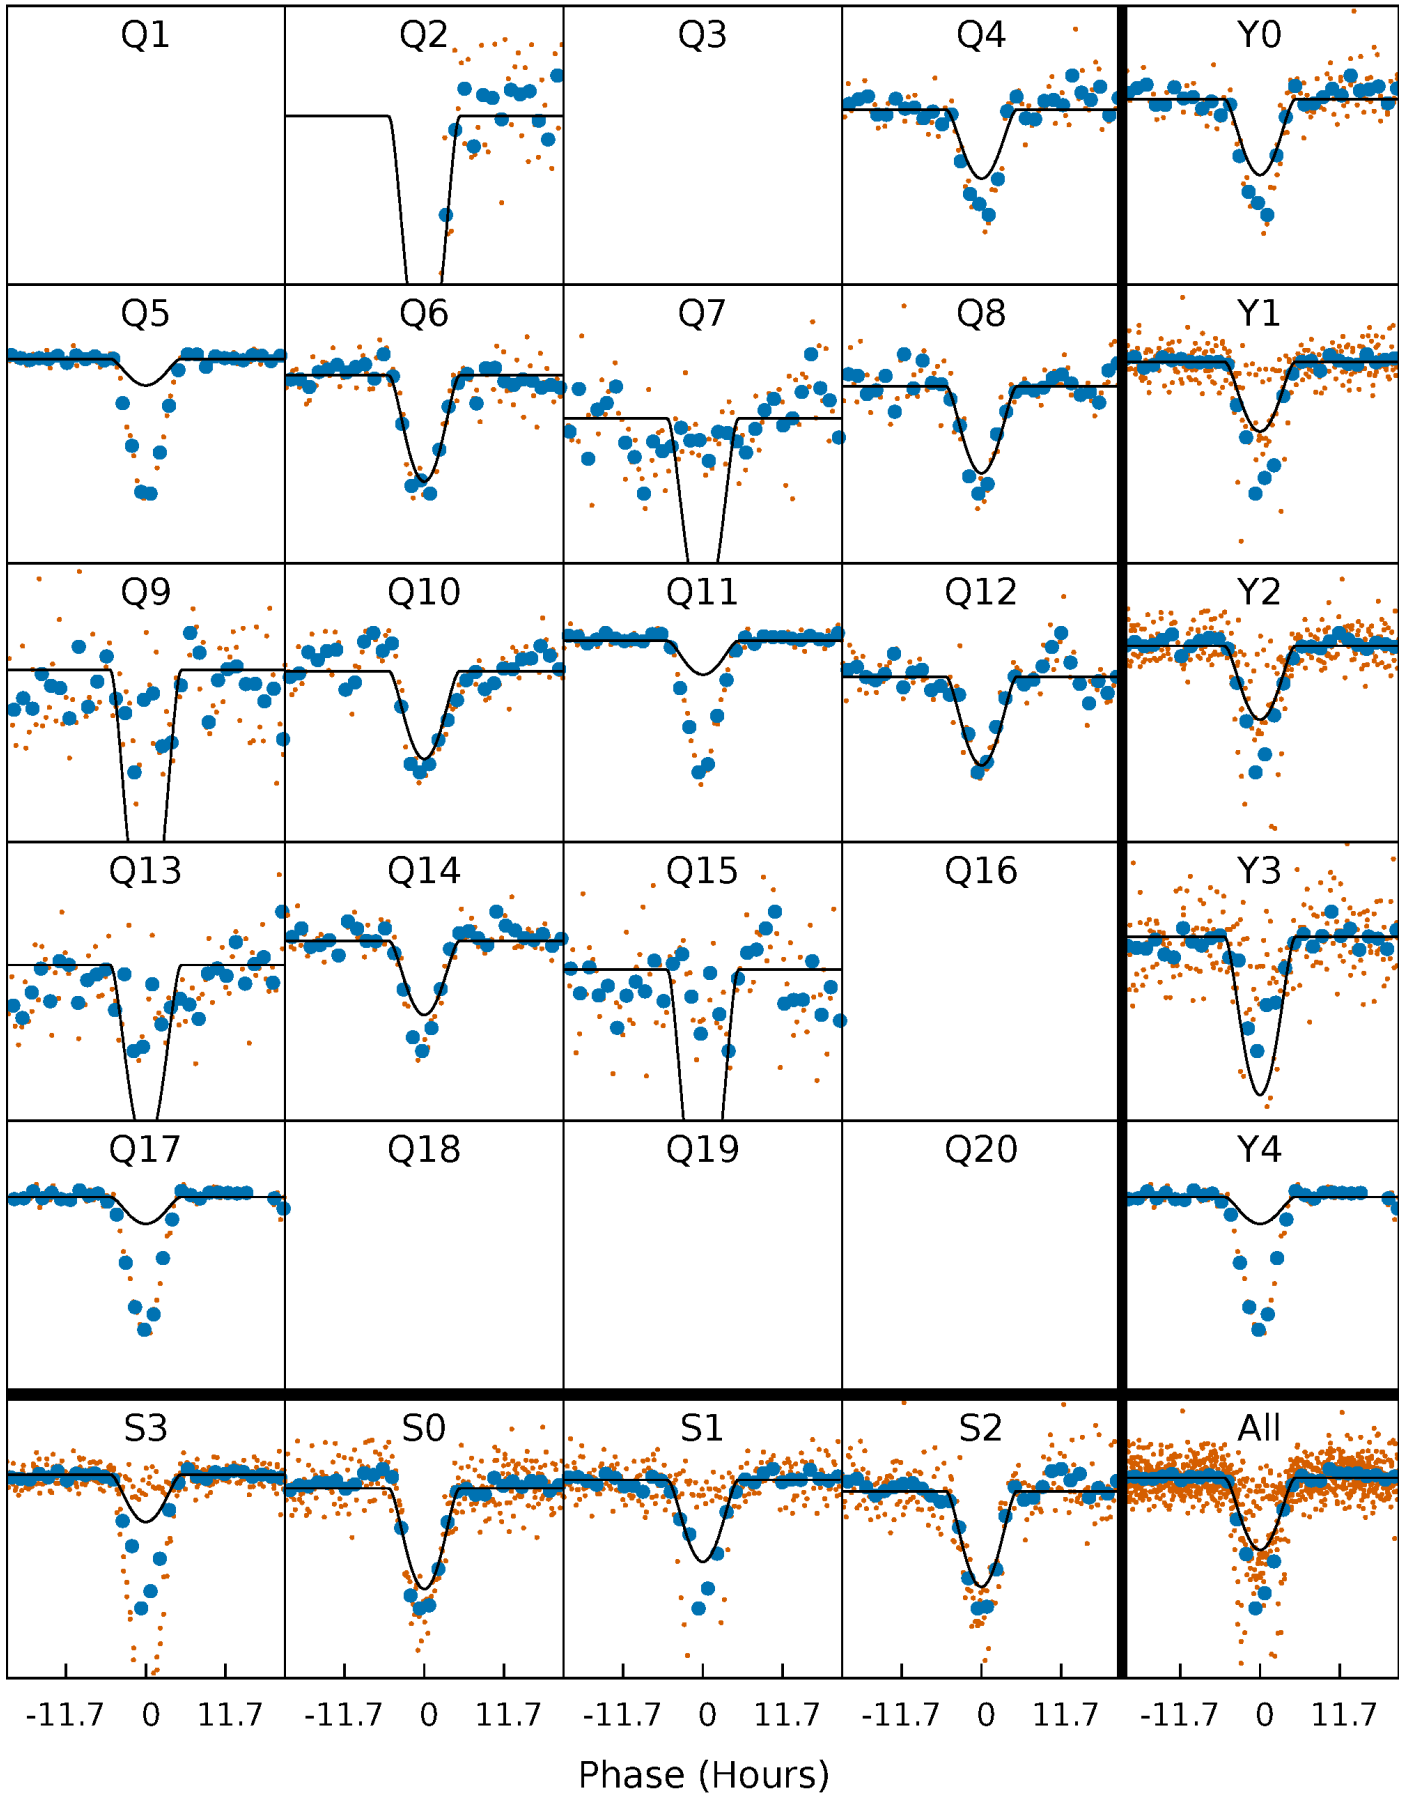 Q1 Q2 Q3 Q4 Y0
Q5 Q6 Q7 Q8 Y1
Q9 Q10 Q11 Q12 Y2
Q13 Q14 Q15 Q16 Y3
Q17 Q18 Q19 Q20 Y4
S3 S0 S1 S2 All
-11.7 0 11.7 -11.7 0 11.7 -11.7 0 11.7 -11.7 0 11.7 -11.7 0 11.7
Phase (Hours)